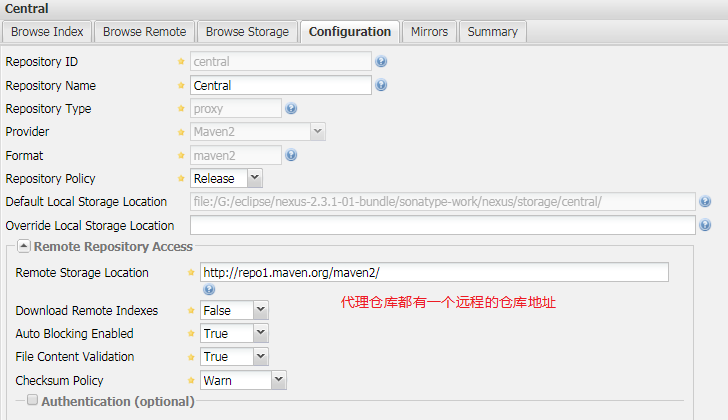 Central
Browse Index Browse Remote Browse Storage Configuration Mirrors Summary
Repository ID central
Repository Name Central
Repository Type proxy
Provider Maven2
Format maven2
Repository Policy Release
Default Local Storage Location file:/G:/eclipse/nexus-2.3.1-01-bundle/sonatype-work/nexus/storage/central/
Override Local Storage Location
Remote Repository Access
Remote Storage Location http://repo1.maven.org/maven2/
Download Remote Indexes False
代理仓库都有一个远程的仓库地址
Auto Blocking Enabled True
File Content Validation True
Checksum Policy Warn
Authentication (optional)